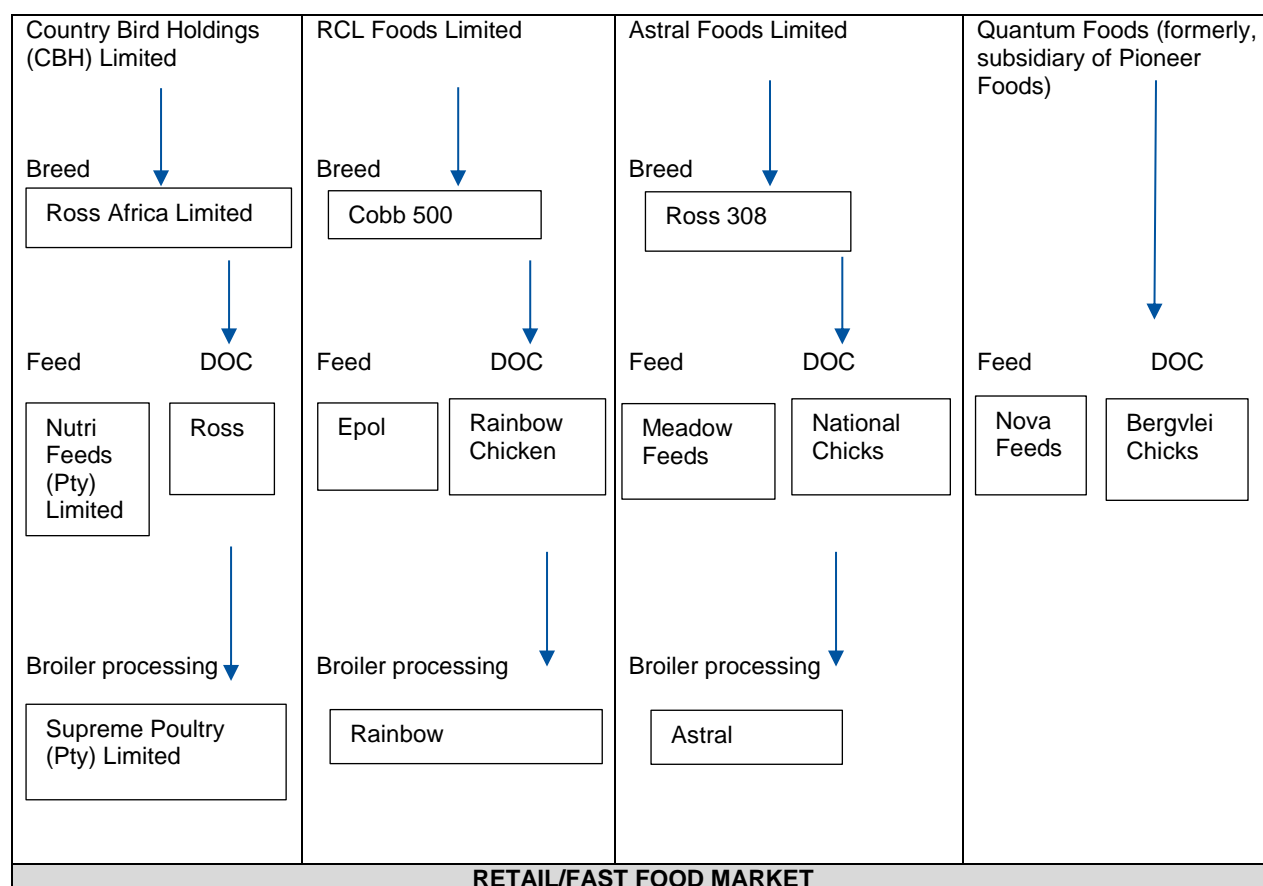 Country Bird Holdings
(CBH) Limited
Breed
Ross Africa Limited
Feed
DOC
Nutri
Feeds
(Pty)
Limited
Ross
Broiler processing
Supreme Poultry
(Pty) Limited
RCL Foods Limited
Breed
Cobb 500
Feed
DOC
Epol
Rainbow
Chicken
Broiler processing
Rainbow
Astral Foods Limited
Breed
Ross 308
Feed
DOC
Meadow
Feeds
National
Chicks
Broiler processing
Astral
Quantum Foods (formerly,
subsidiary of Pioneer
Foods)
Feed
DOC
Nova
Feeds
Bergvlei
Chicks
RETAIL/FAST FOOD MARKET